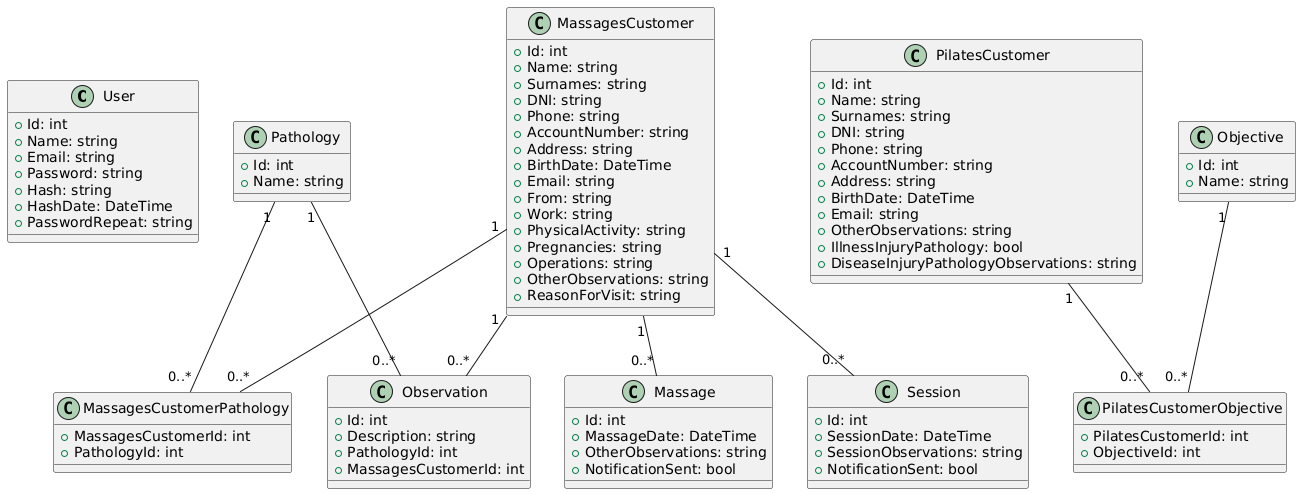 C User
Id: int
Name: string
Email: string
Password: string
Hash: string
HashDate: DateTime
PasswordRepeat: string
C Pathology
Id: int
Name: string
C MassagesCustomer
Id: int
Name: string
Surnames: string
DNI: string
Phone: string
AccountNumber: string
Address: string
BirthDate: DateTime
Email: string
From: string
Work: string
PhysicalActivity: string
Pregnancies: string
Operations: string
OtherObservations: string
ReasonForVisit: string
C PilatesCustomer
Id: int
Name: string
Surnames: string
DNI: string
Phone: string
AccountNumber: string
Address: string
BirthDate: DateTime
Email: string
OtherObservations: string
IllnessInjuryPathology: bool
DiseaseInjuryPathologyObservations: string
C Objective
Id: int
Name: string
1
1
1
1
1
1
1
1
0..*
0..*
0..*
0..*
0..*
0..*
0..*
0..*
C MassagesCustomerPathology
MassagesCustomerId: int
PathologyId: int
C Observation
Id: int
Description: string
PathologyId: int
MassagesCustomerId: int
C Massage
Id: int
MassageDate: DateTime
OtherObservations: string
NotificationSent: bool
C Session
Id: int
SessionDate: DateTime
SessionObservations: string
NotificationSent: bool
C PilatesCustomerObjective
PilatesCustomerId: int
ObjectiveId: int